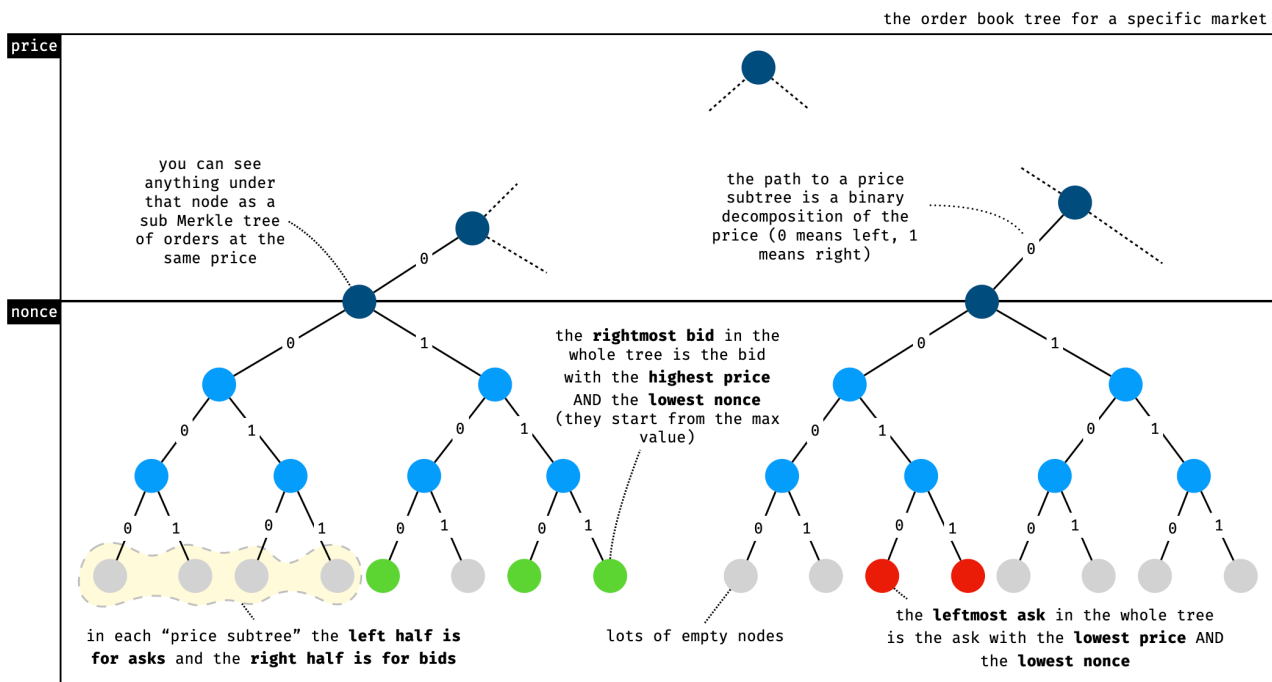 the order book tree for a specific market
price
you can see
anything under
that node as a
sub Merkle tree
of orders at the
same price
the path to a price
subtree is a binary
decomposition of the
price (0 means left, 1
means right)
0
0
nonce
the rightmost bid in the
whole tree is the bid
with the highest price
AND the lowest nonce
(they start from the max
value)
0
1
0
1
0
1
0
1
0
1
0
1
0
1
0
1
0
1
0
1
0
1
0
1
0
1
0
1
in each “price subtree” the left half is
for asks and the right half is for bids
lots of empty nodes
the leftmost ask in the whole tree
is the ask with the lowest price AND
the lowest nonce